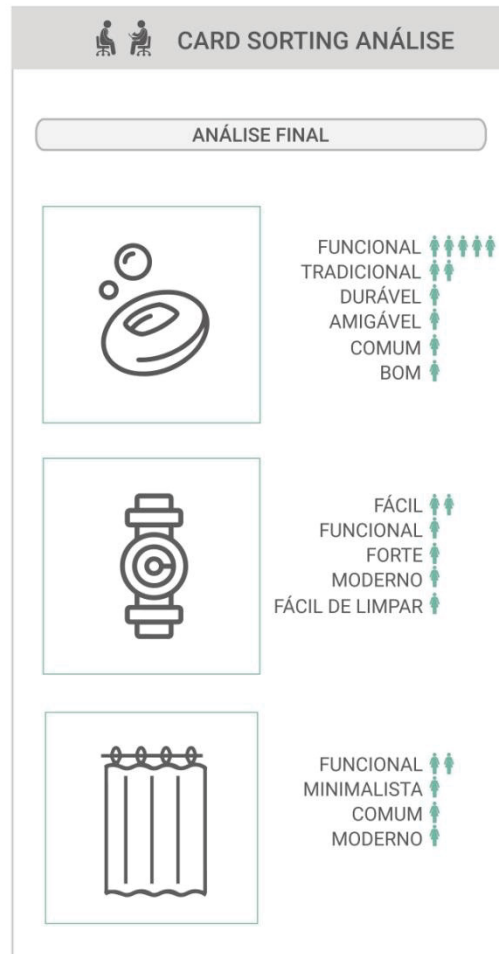 CARD SORTING ANÁLISE
ANÁLISE FINAL
FUNCIONAL
TRADICIONAL
DURÁVEL
AMIGÁVEL
COMUM
BOM
FÁCIL
FUNCIONAL
FORTE
MODERNO
FÁCIL DE LIMPAR
FUNCIONAL
MINIMALISTA
COMUM
MODERNO